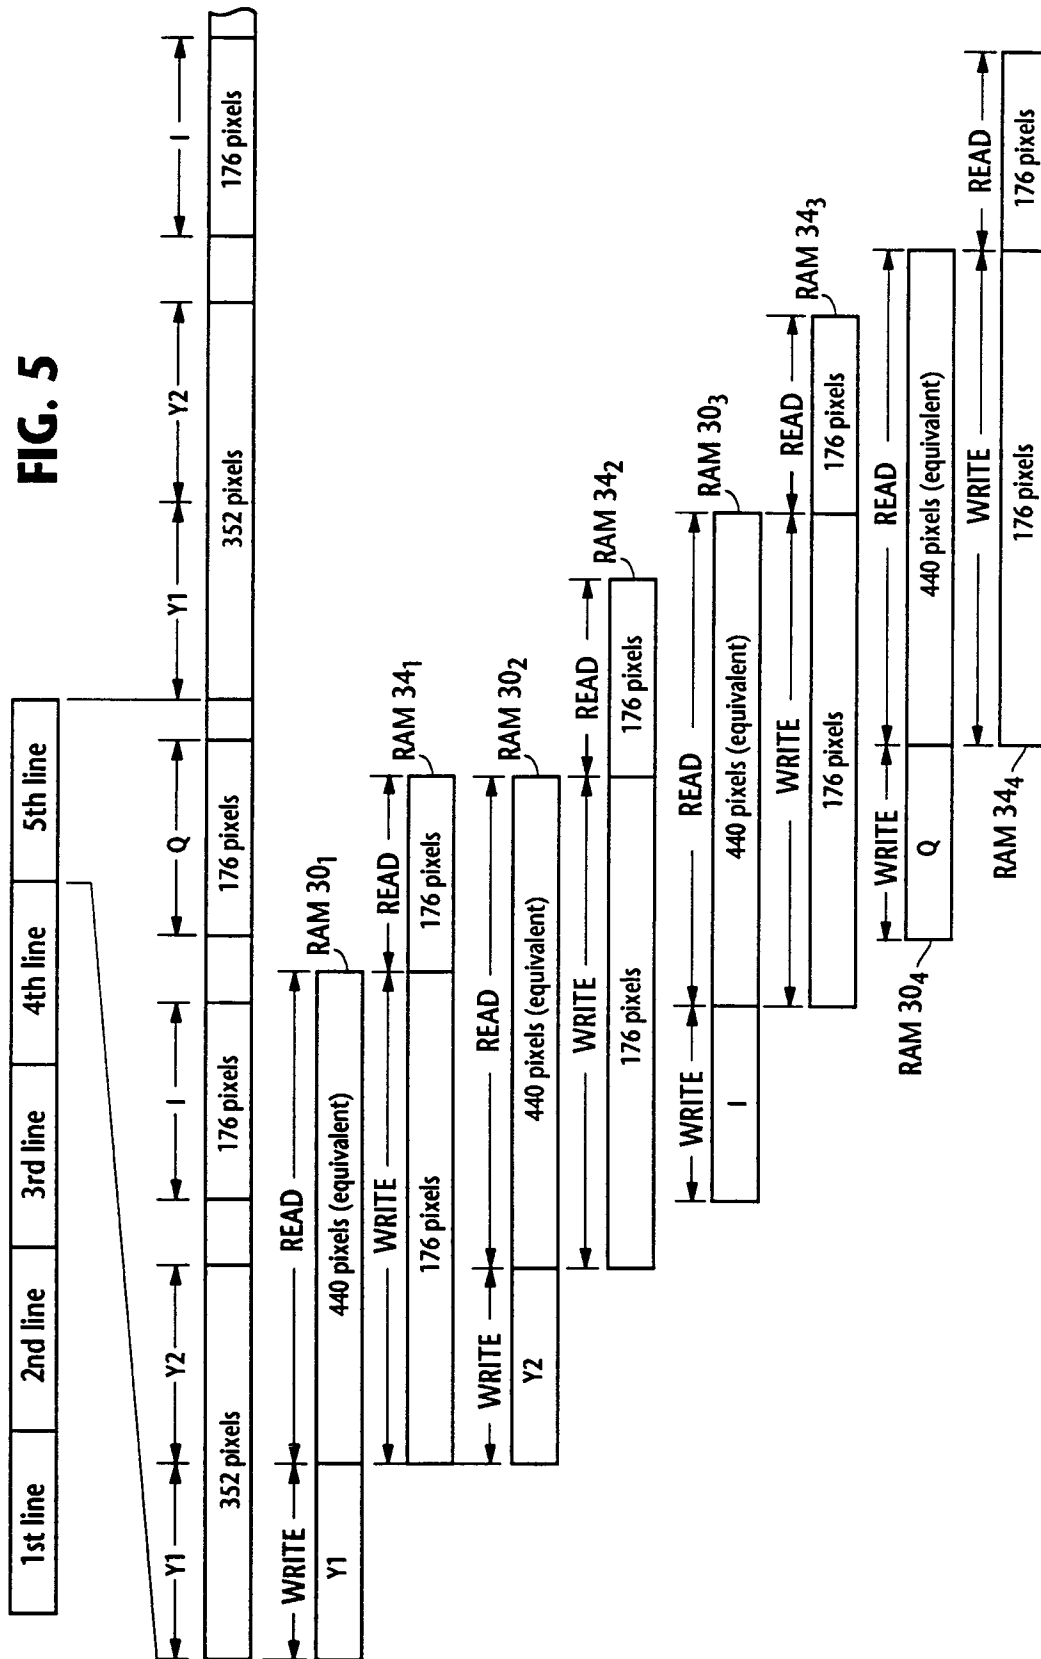 FIG. 5
1st line 2nd line 3rd line 4th line 5th line
Y1 Y2 I Q Y1 Y2 I
352 pixels 176 pixels 176 pixels 352 pixels 176 pixels
WRITE READ
Y1 440 pixels (equivalent) RAM 30₁
WRITE READ
176 pixels 176 pixels RAM 34₁
WRITE READ
Y2 440 pixels (equivalent) RAM 30₂
WRITE READ
176 pixels 176 pixels RAM 34₂
WRITE READ
I 440 pixels (equivalent) RAM 30₃
WRITE READ
176 pixels 176 pixels RAM 34₃
WRITE READ
RAM 30₄ Q 440 pixels (equivalent)
WRITE READ
RAM 34₄ 176 pixels 176 pixels